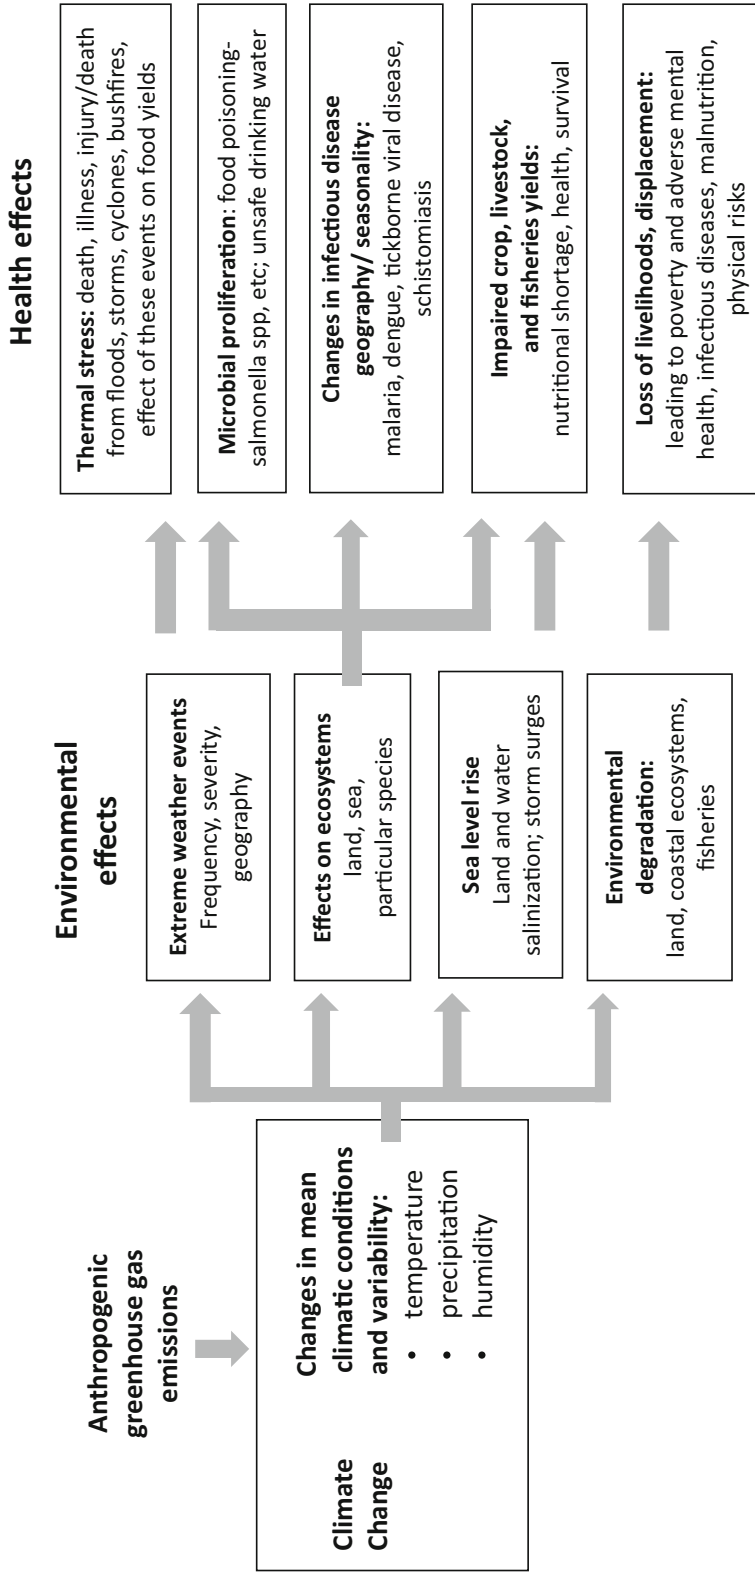 Anthropogenic
greenhouse gas
emissions
Climate
Change
Changes in mean
climatic conditions
and variability:
• temperature
• precipitation
• humidity
Environmental
effects
Extreme weather events
Frequency, severity,
geography
Effects on ecosystems
land, sea,
particular species
Sea level rise
Land and water
salinization; storm surges
Environmental
degradation:
land, coastal ecosystems,
fisheries
Health effects
Thermal stress: death, illness, injury/death
from floods, storms, cyclones, bushfires,
effect of these events on food yields
Microbial proliferation: food poisoning-
salmonella spp, etc; unsafe drinking water
Changes in infectious disease
geography/ seasonality:
malaria, dengue, tickborne viral disease,
schistomiasis
Impaired crop, livestock,
and fisheries yields:
nutritional shortage, health, survival
Loss of livelihoods, displacement:
leading to poverty and adverse mental
health, infectious diseases, malnutrition,
physical risks